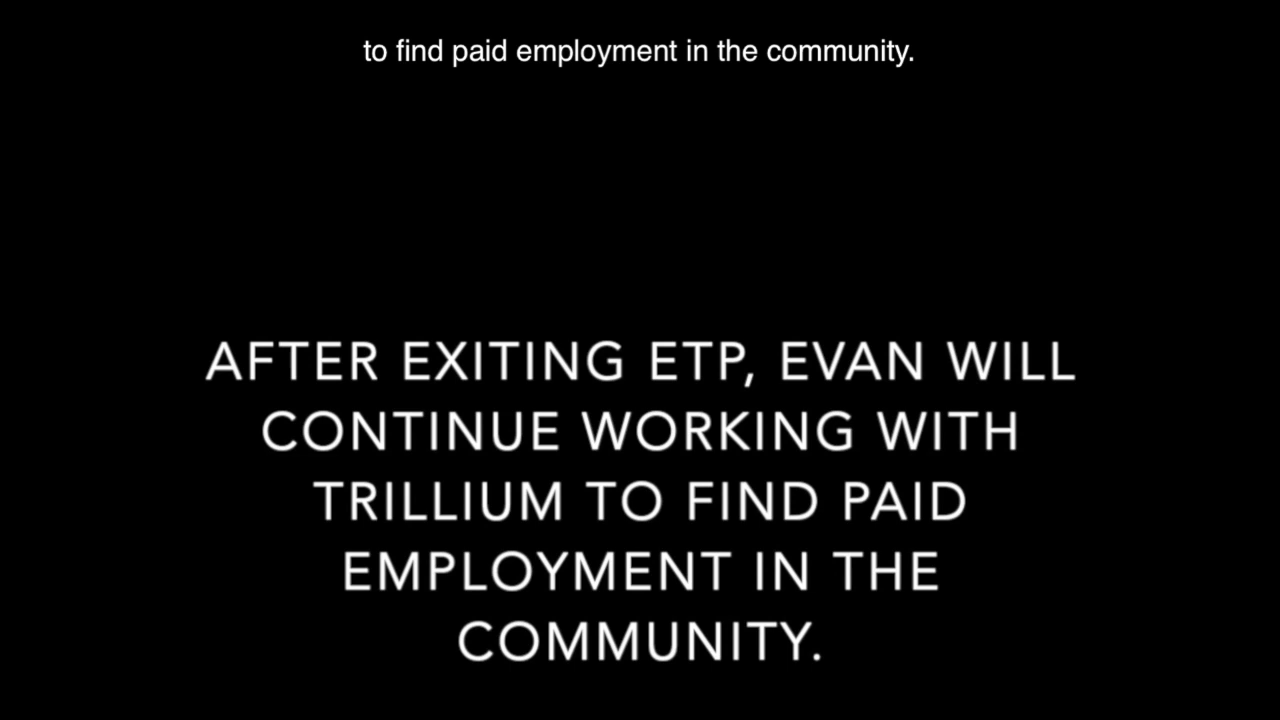 to find paid employment in the community.
AFTER EXITING ETP, EVAN WILL
CONTINUE WORKING WITH
TRILLIUM TO FIND PAID
EMPLOYMENT IN THE
COMMUNITY.